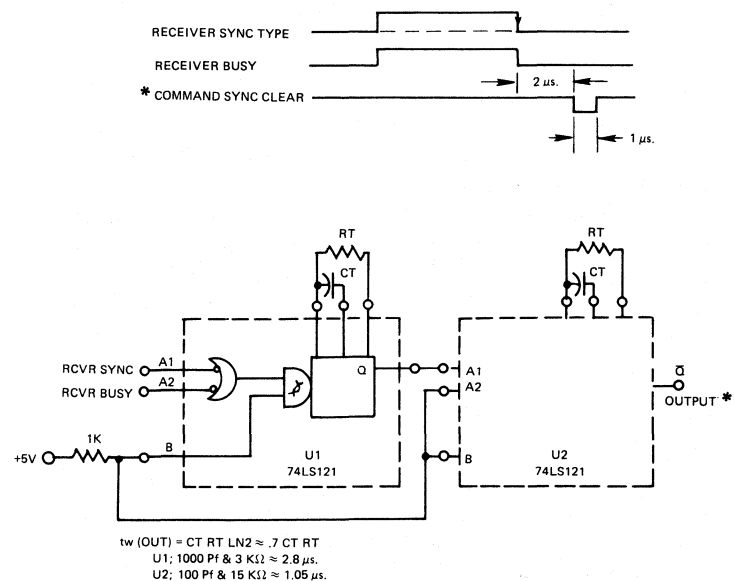 RECEIVER SYNC TYPE
RECEIVER BUSY
2 μs.
* COMMAND SYNC CLEAR
1 μs.
RT
CT
RT
CT
RCVR SYNC
A1
RCVR BUSY
A2
Q
A1
A2
Q̅
OUTPUT *
+5V
1K
B
U1
74LS121
B
U2
74LS121
tw (OUT) = CT RT LN2 ≈ .7 CT RT
U1; 1000 Pf & 3 KΩ ≈ 2.8 μs.
U2; 100 Pf & 15 KΩ ≈ 1.05 μs.